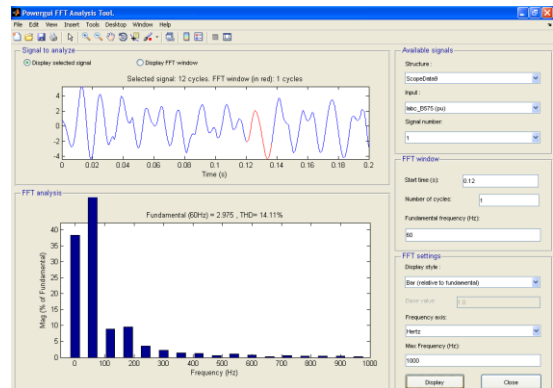 Powergui FFT Analysis Tool.
File Edit View Insert Tools Desktop Window Help
Signal to analyze
Display selected signal
Display FFT window
Selected signal: 12 cycles. FFT window (in red): 1 cycles
4
2
0
-2
-4
0 0.02 0.04 0.06 0.08 0.1 0.12 0.14 0.16 0.18 0.2
Time (s)
FFT analysis
Fundamental (60Hz) = 2.975 , THD= 14.11%
Mag (% of Fundamental)
40
35
30
25
20
15
10
5
0
0 100 200 300 400 500 600 700 800 900 1000
Frequency (Hz)
Available signals
Structure :
ScopeData9
Input :
Signal number:
1
FFT window
Start time (s):
0.12
Number of cycles:
1
Fundamental frequency (Hz):
60
FFT settings
Display style :
Bar (relative to fundamental)
Base value:
1.0
Frequency axis:
Hertz
Max Frequency (Hz):
1000
Display
Close